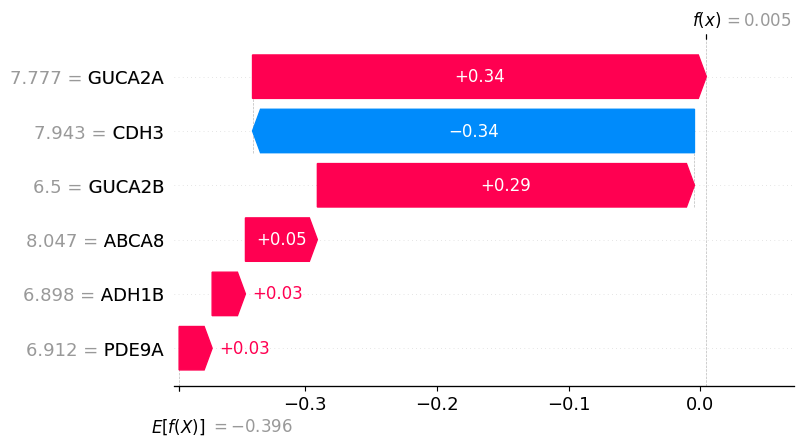 f(x) = 0.005
7.777 = GUCA2A
+0.34
7.943 = CDH3
−0.34
6.5 = GUCA2B
+0.29
8.047 = ABCA8
+0.05
6.898 = ADH1B
+0.03
6.912 = PDE9A
+0.03
−0.3
−0.2
−0.1
0.0
E[f(X)] = −0.396